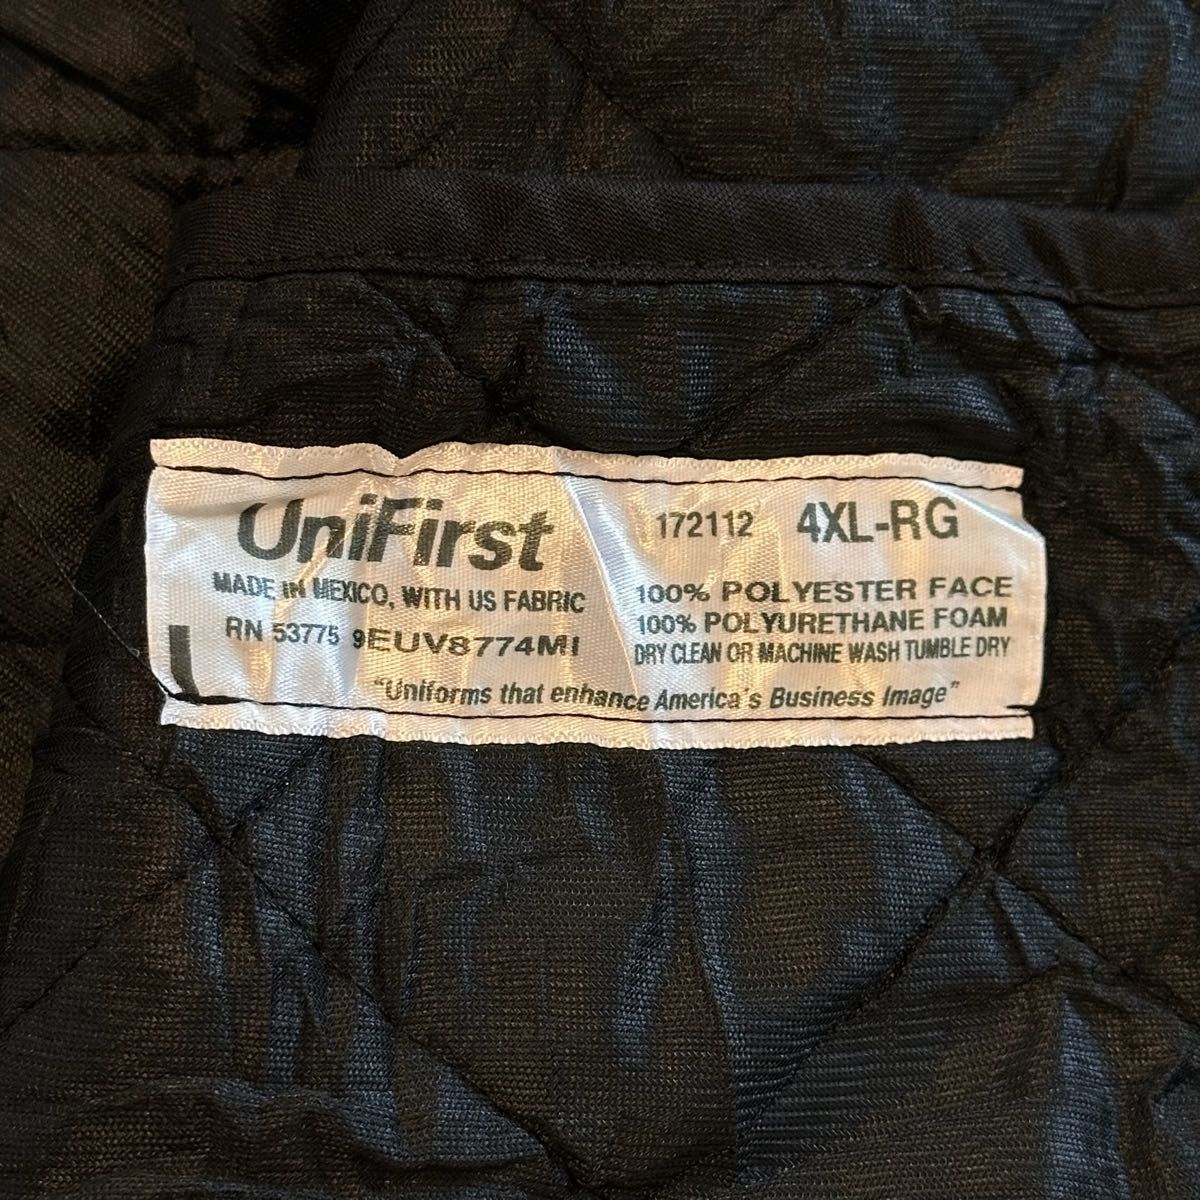 UniFirst
172112 4XL-RG
MADE IN MEXICO, WITH US FABRIC
RN 53775 9EUV8774MI
100% POLYESTER FACE
100% POLYURETHANE FOAM
DRY CLEAN OR MACHINE WASH TUMBLE DRY
"Uniforms that enhance America's Business Image"